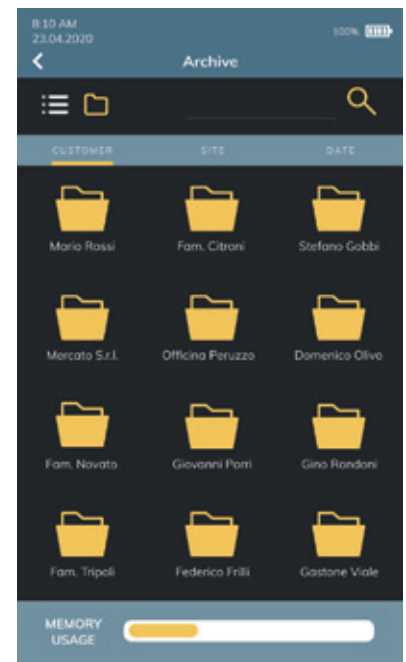 8:10 AM
100%
23.04.2020
Archive
CUSTOMER SITE DATE
Mario Rossi Fam. Citroni Stefano Gobbi
Mercato S.r.l. Officina Peruzzo Domenico Olivo
Fam. Novato Giovanni Parri Gino Rondoni
Fam. Tripoli Federico Frilli Gastone Viale
MEMORY
USAGE